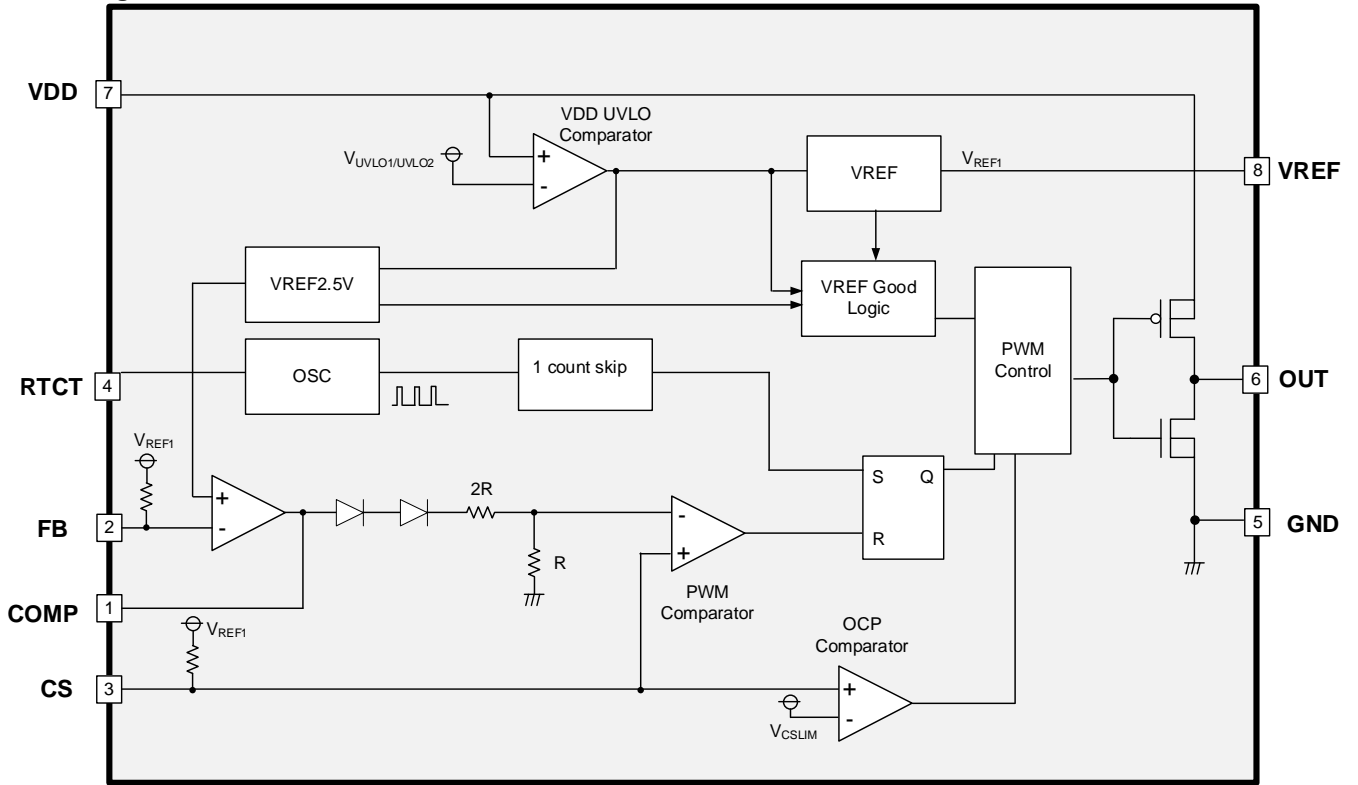 VDD
7
VDD UVLO
Comparator
+
-
VUVLO1/UVLO2
VREF
VREF1
8
VREF
VREF2.5V
VREF Good
Logic
PWM
Control
RTCT
4
OSC
1 count skip
6
OUT
VREF1
+
-
2R
R
S
Q
R
FB
2
-
+
PWM
Comparator
5
GND
COMP
1
VREF1
OCP
Comparator
CS
3
+
-
VCSLIM